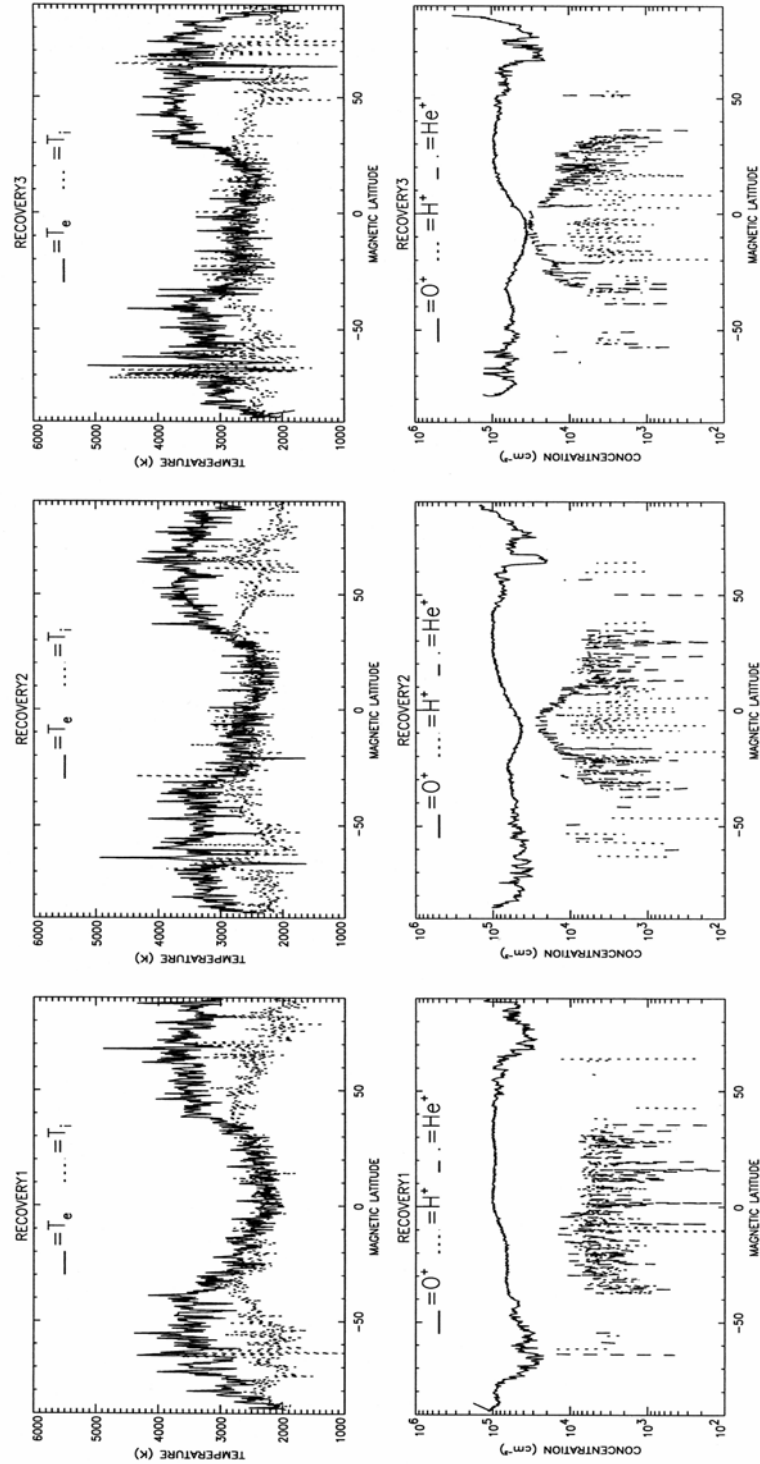 RECOVERY1
——— =Tₑ ..... =Tᵢ
TEMPERATURE (K)
6000
5000
4000
3000
2000
1000
−50
0
50
MAGNETIC LATITUDE
RECOVERY2
——— =Tₑ ..... =Tᵢ
TEMPERATURE (K)
6000
5000
4000
3000
2000
1000
−50
0
50
MAGNETIC LATITUDE
RECOVERY3
——— =Tₑ ..... =Tᵢ
TEMPERATURE (K)
6000
5000
4000
3000
2000
1000
−50
0
50
MAGNETIC LATITUDE
RECOVERY1
=O⁺ =H⁺ =He⁺
CONCENTRATION (cm⁻³)
10⁶
10⁵
10⁴
10³
10²
−50
0
50
MAGNETIC LATITUDE
RECOVERY2
=O⁺ =H⁺ =He⁺
CONCENTRATION (cm⁻³)
10⁶
10⁵
10⁴
10³
10²
−50
0
50
MAGNETIC LATITUDE
RECOVERY3
=O⁺ =H⁺ =He⁺
CONCENTRATION (cm⁻³)
10⁶
10⁵
10⁴
10³
10²
−50
0
50
MAGNETIC LATITUDE